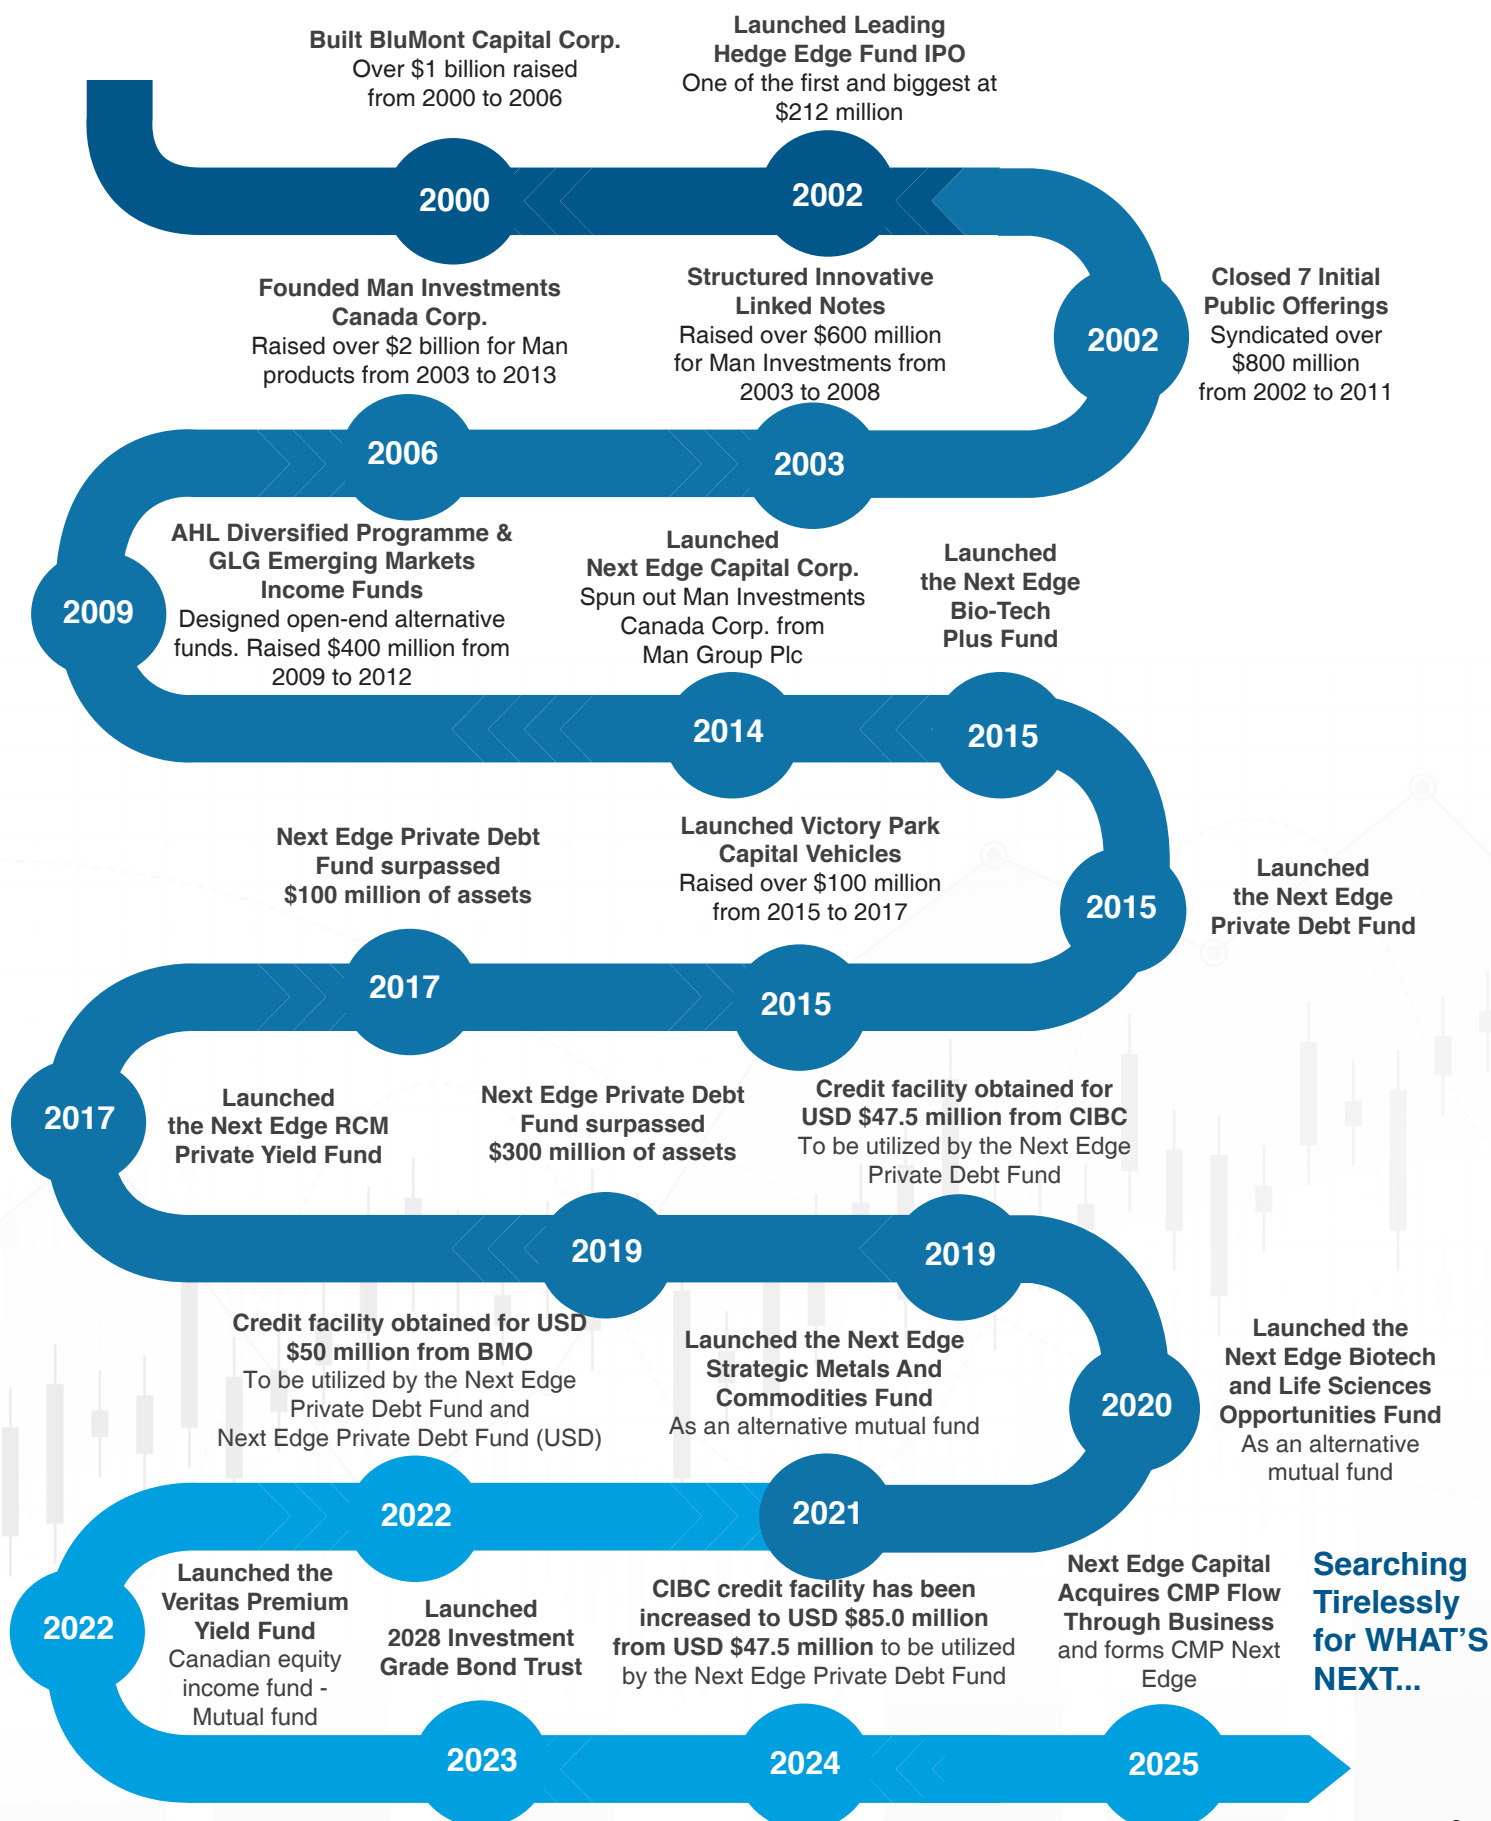 Built BluMont Capital Corp.
Over $1 billion raised
from 2000 to 2006
2000
Launched Leading
Hedge Edge Fund IPO
One of the first and biggest at
$212 million
2002
Closed 7 Initial
Public Offerings
Syndicated over
$800 million
from 2002 to 2011
2002
Structured Innovative
Linked Notes
Raised over $600 million
for Man Investments from
2003 to 2008
2003
Founded Man Investments
Canada Corp.
Raised over $2 billion for Man
products from 2003 to 2013
2006
2009
AHL Diversified Programme &
GLG Emerging Markets
Income Funds
Designed open-end alternative
funds. Raised $400 million from
2009 to 2012
Launched
Next Edge Capital Corp.
Spun out Man Investments
Canada Corp. from
Man Group Plc
2014
Launched
the Next Edge
Bio-Tech
Plus Fund
2015
2015
Launched
the Next Edge
Private Debt Fund
Launched Victory Park
Capital Vehicles
Raised over $100 million
from 2015 to 2017
2015
Next Edge Private Debt
Fund surpassed
$100 million of assets
2017
2017
Launched
the Next Edge RCM
Private Yield Fund
Next Edge Private Debt
Fund surpassed
$300 million of assets
2019
Credit facility obtained for
USD $47.5 million from CIBC
To be utilized by the Next Edge
Private Debt Fund
2019
2020
Launched the
Next Edge Biotech
and Life Sciences
Opportunities Fund
As an alternative
mutual fund
Launched the Next Edge
Strategic Metals And
Commodities Fund
As an alternative mutual fund
2021
Credit facility obtained for USD
$50 million from BMO
To be utilized by the Next Edge
Private Debt Fund and
Next Edge Private Debt Fund (USD)
2022
2022
Launched the
Veritas Premium
Yield Fund
Canadian equity
income fund -
Mutual fund
Launched
2028 Investment
Grade Bond Trust
2023
CIBC credit facility has been
increased to USD $85.0 million
from USD $47.5 million to be utilized
by the Next Edge Private Debt Fund
2024
Next Edge Capital
Acquires CMP Flow
Through Business
and forms CMP Next
Edge
2025
Searching
Tirelessly
for WHAT'S
NEXT...